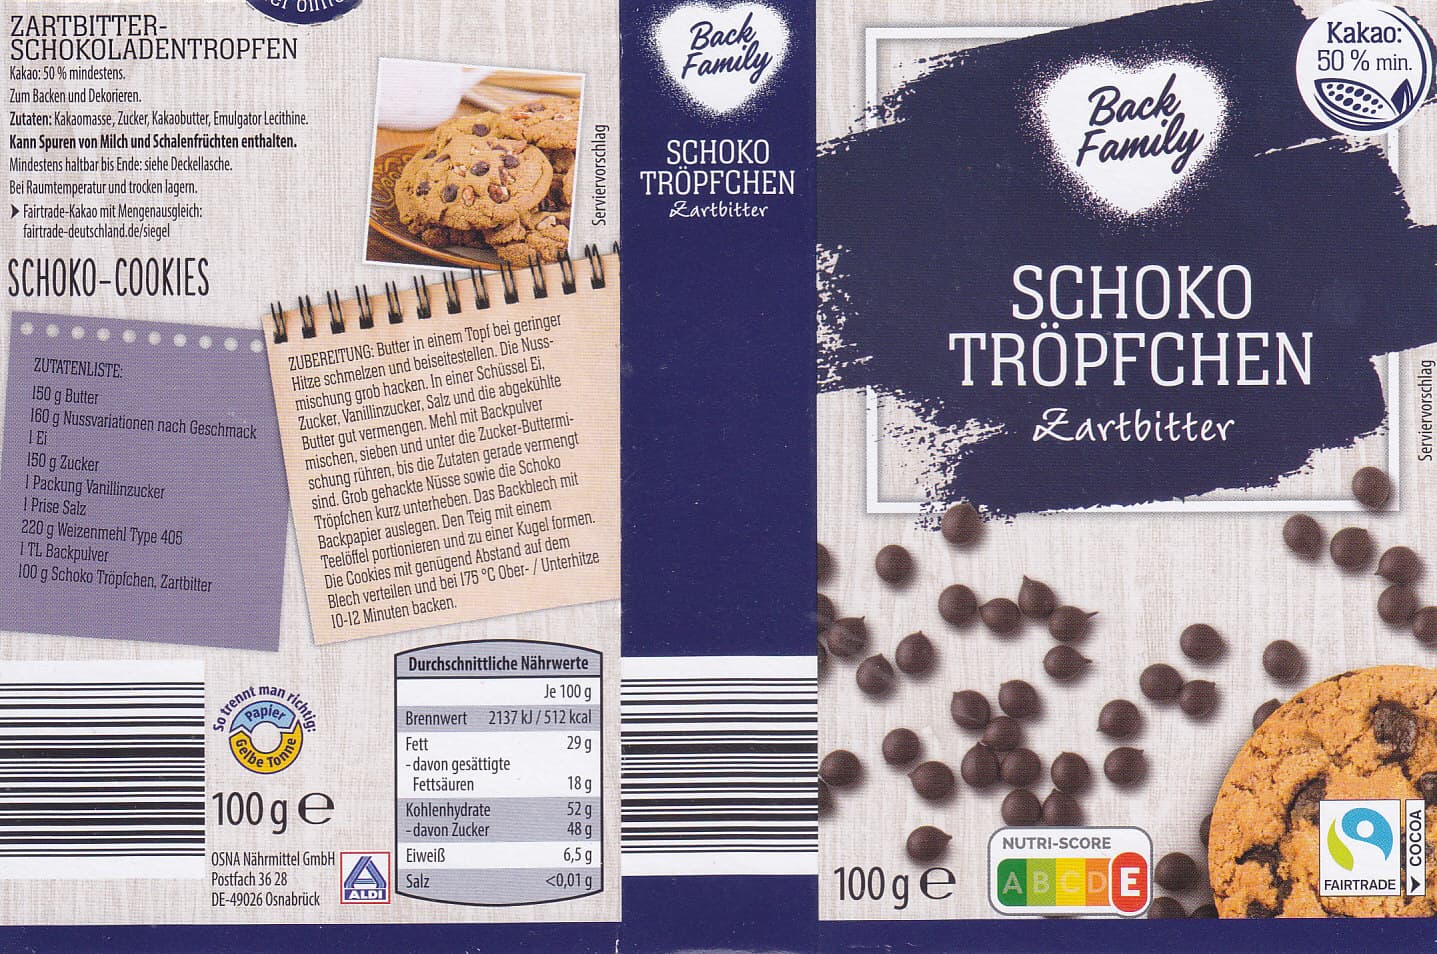 ZARTBITTER-
SCHOKOLADENTROPFEN
Kakao: 50 % mindestens.
Zum Backen und Dekorieren.
Zutaten: Kakaomasse, Zucker, Kakaobutter, Emulgator Lecithine.
Kann Spuren von Milch und Schalenfrüchten enthalten.
Mindestens haltbar bis Ende: siehe Deckellasche.
Bei Raumtemperatur und trocken lagern.
Fairtrade-Kakao mit Mengenausgleich:
fairtrade-deutschland.de/siegel
Serviervorschlag
SCHOKO-COOKIES
ZUTATENLISTE:
150 g Butter
160 g Nussvariationen nach Geschmack
1 Ei
150 g Zucker
1 Packung Vanillinzucker
1 Prise Salz
220 g Weizenmehl Type 405
1 TL Backpulver
100 g Schoko Tröpfchen, Zartbitter
ZUBEREITUNG: Butter in einem Topf bei geringer
Hitze schmelzen und beiseitestellen. Die Nuss-
mischung grob hacken. In einer Schüssel Ei,
Zucker, Vanillinzucker, Salz und die abgekühlte
Butter gut vermengen. Mehl mit Backpulver
mischen, sieben und unter die Zucker-Buttermi-
schung rühren, bis die Zutaten gerade vermengt
sind. Grob gehackte Nüsse sowie die Schoko
Tröpfchen kurz unterheben. Das Backblech mit
Backpapier auslegen. Den Teig mit einem
Teelöffel portionieren und zu einer Kugel formen.
Die Cookies mit genügend Abstand auf dem
Blech verteilen und bei 175 °C Ober- / Unterhitze
10-12 Minuten backen.
So trennt man richtig:
Papier
Gelbe Tonne
100 g e
OSNA Nährmittel GmbH
Postfach 36 28
DE-49026 Osnabrück
ALDI
Durchschnittliche Nährwerte
Je 100 g
Brennwert 2137 kJ / 512 kcal
Fett 29 g
- davon gesättigte
Fettsäuren 18 g
Kohlenhydrate 52 g
- davon Zucker 48 g
Eiweiß 6,5 g
Salz <0,01 g
Back
Family
SCHOKO
TRÖPFCHEN
Zartbitter
Kakao:
50 % min.
Back
Family
SCHOKO
TRÖPFCHEN
Zartbitter
Serviervorschlag
100 g e
NUTRI-SCORE
A B C D E
FAIRTRADE
COCOA